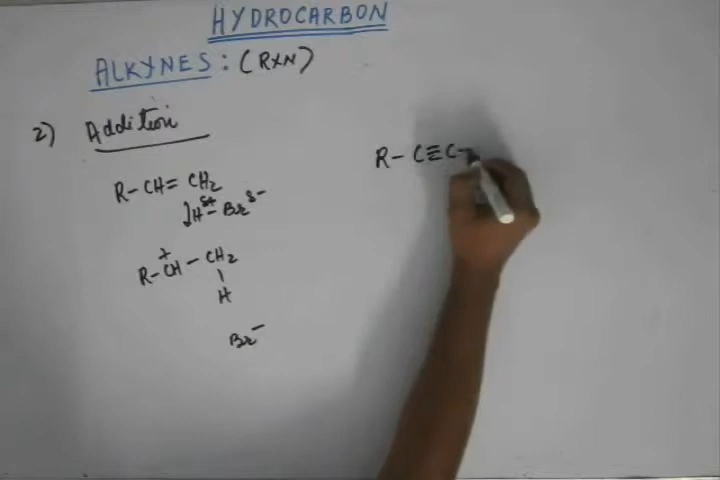 HYDROCARBON
ALKYNES : (RXN)
2) Addition
R-CH=CH₂
↓ H^δ+ - Br^δ-
R-CH⁺-CH₂
|
H
Br⁻
R-C≡C-